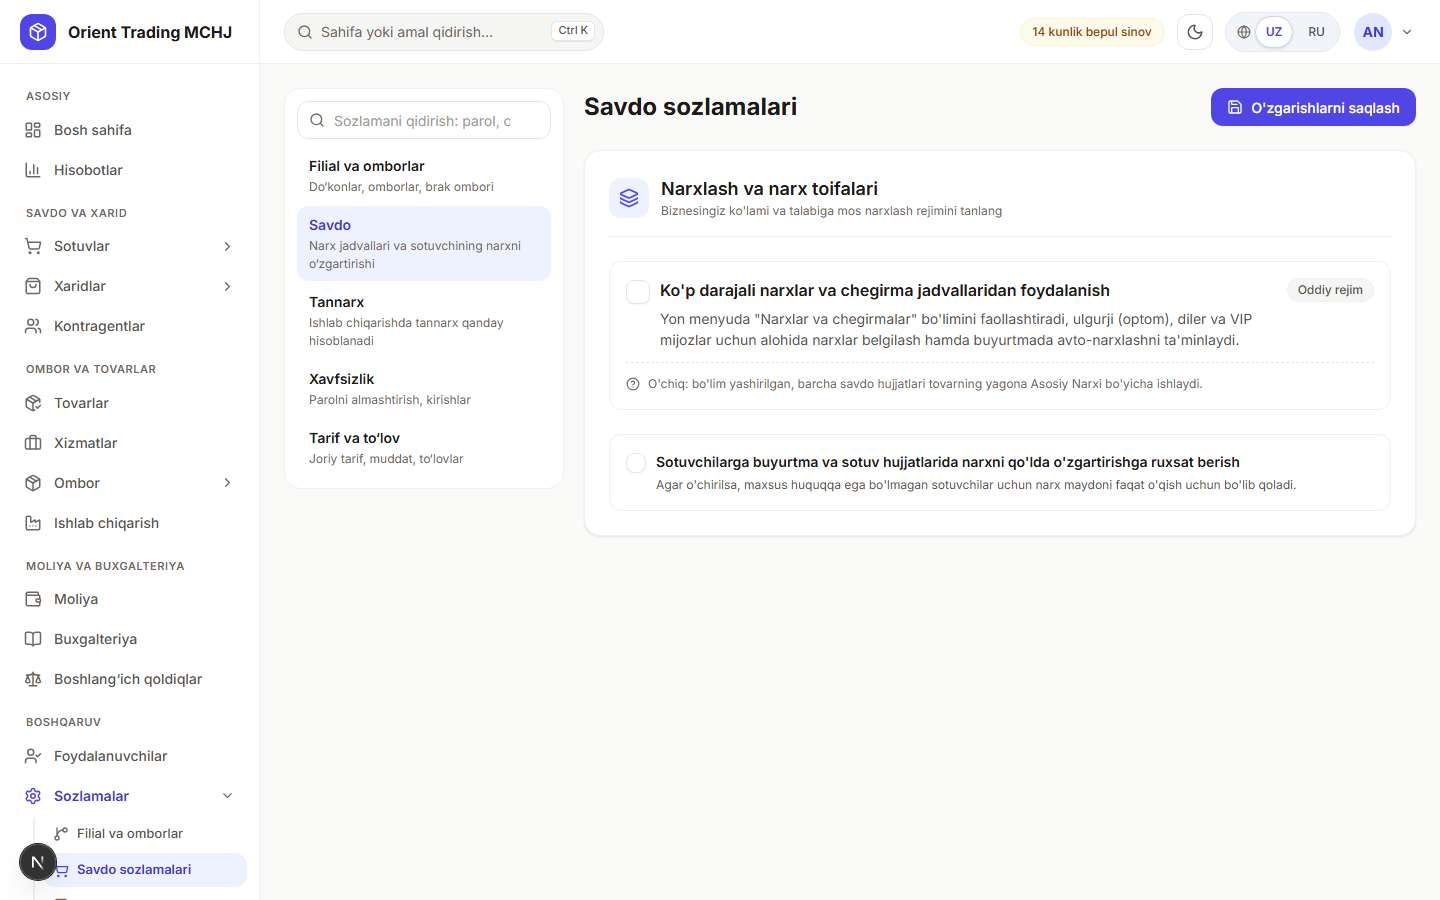 Orient Trading MCHJ
Sahifa yoki amal qidirish...
Ctrl K
14 kunlik bepul sinov
UZ
RU
AN
ASOSIY
Bosh sahifa
Hisobotlar
SAVDO VA XARID
Sotuvlar
Xaridlar
Kontragentlar
OMBOR VA TOVARLAR
Tovarlar
Xizmatlar
Ombor
Ishlab chiqarish
MOLIYA VA BUXGALTERIYA
Moliya
Buxgalteriya
Boshlang‘ich qoldiqlar
BOSHQARUV
Foydalanuvchilar
Sozlamalar
Filial va omborlar
Savdo sozlamalari
N
Sozlamani qidirish: parol, c
Filial va omborlar
Do‘konlar, omborlar, brak ombori
Savdo
Narx jadvallari va sotuvchining narxni
o‘zgartirishi
Tannarx
Ishlab chiqarishda tannarx qanday
hisoblanadi
Xavfsizlik
Parolni almashtirish, kirishlar
Tarif va to‘lov
Joriy tarif, muddat, to‘lovlar
Savdo sozlamalari
O'zgarishlarni saqlash
Narxlash va narx toifalari
Biznesingiz ko'lami va talabiga mos narxlash rejimini tanlang
Ko'p darajali narxlar va chegirma jadvallaridan foydalanish
Oddiy rejim
Yon menyuda "Narxlar va chegirmalar" bo'limini faollashtiradi, ulgurji (optom), diler va VIP
mijozlar uchun alohida narxlar belgilash hamda buyurtmada avto-narxlashni ta'minlaydi.
O'chiq: bo'lim yashirilgan, barcha savdo hujjatlari tovarning yagona Asosiy Narxi bo'yicha ishlaydi.
Sotuvchilarga buyurtma va sotuv hujjatlarida narxni qo'lda o'zgartirishga ruxsat berish
Agar o'chirilsa, maxsus huquqqa ega bo'lmagan sotuvchilar uchun narx maydoni faqat o'qish uchun bo'lib qoladi.